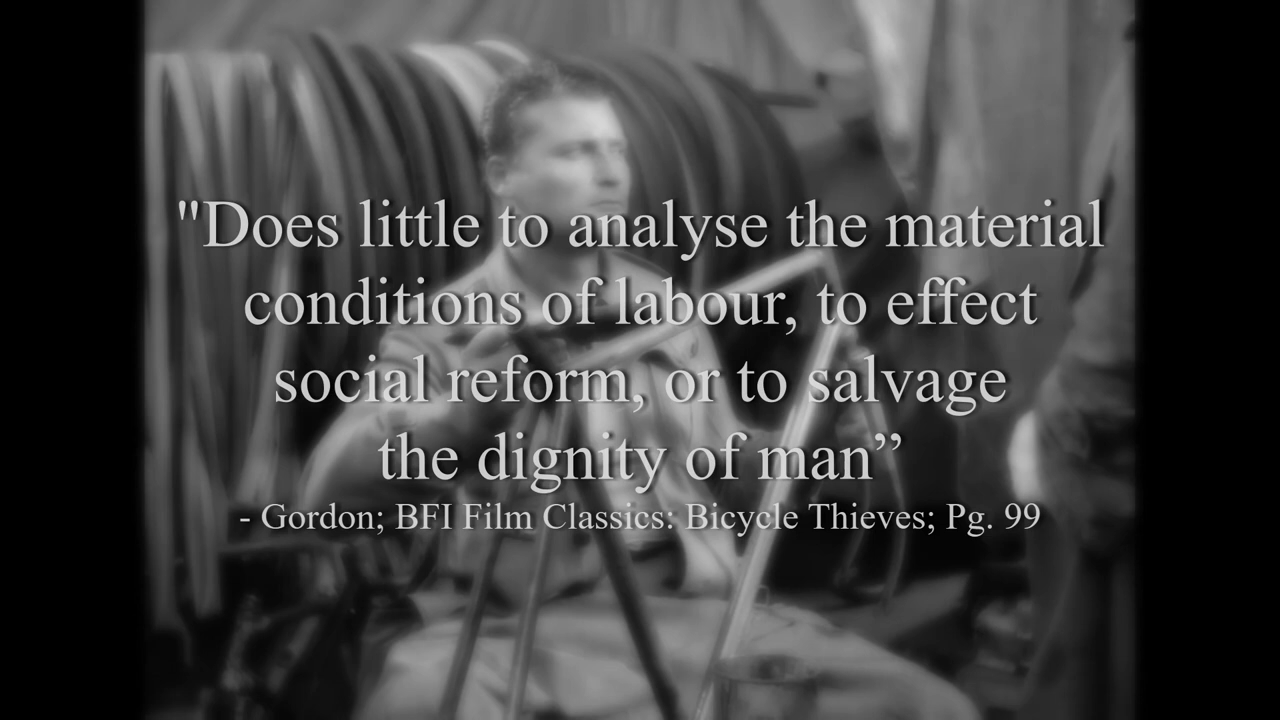 "Does little to analyse the material
conditions of labour, to effect
social reform, or to salvage
the dignity of man”
- Gordon; BFI Film Classics: Bicycle Thieves; Pg. 99